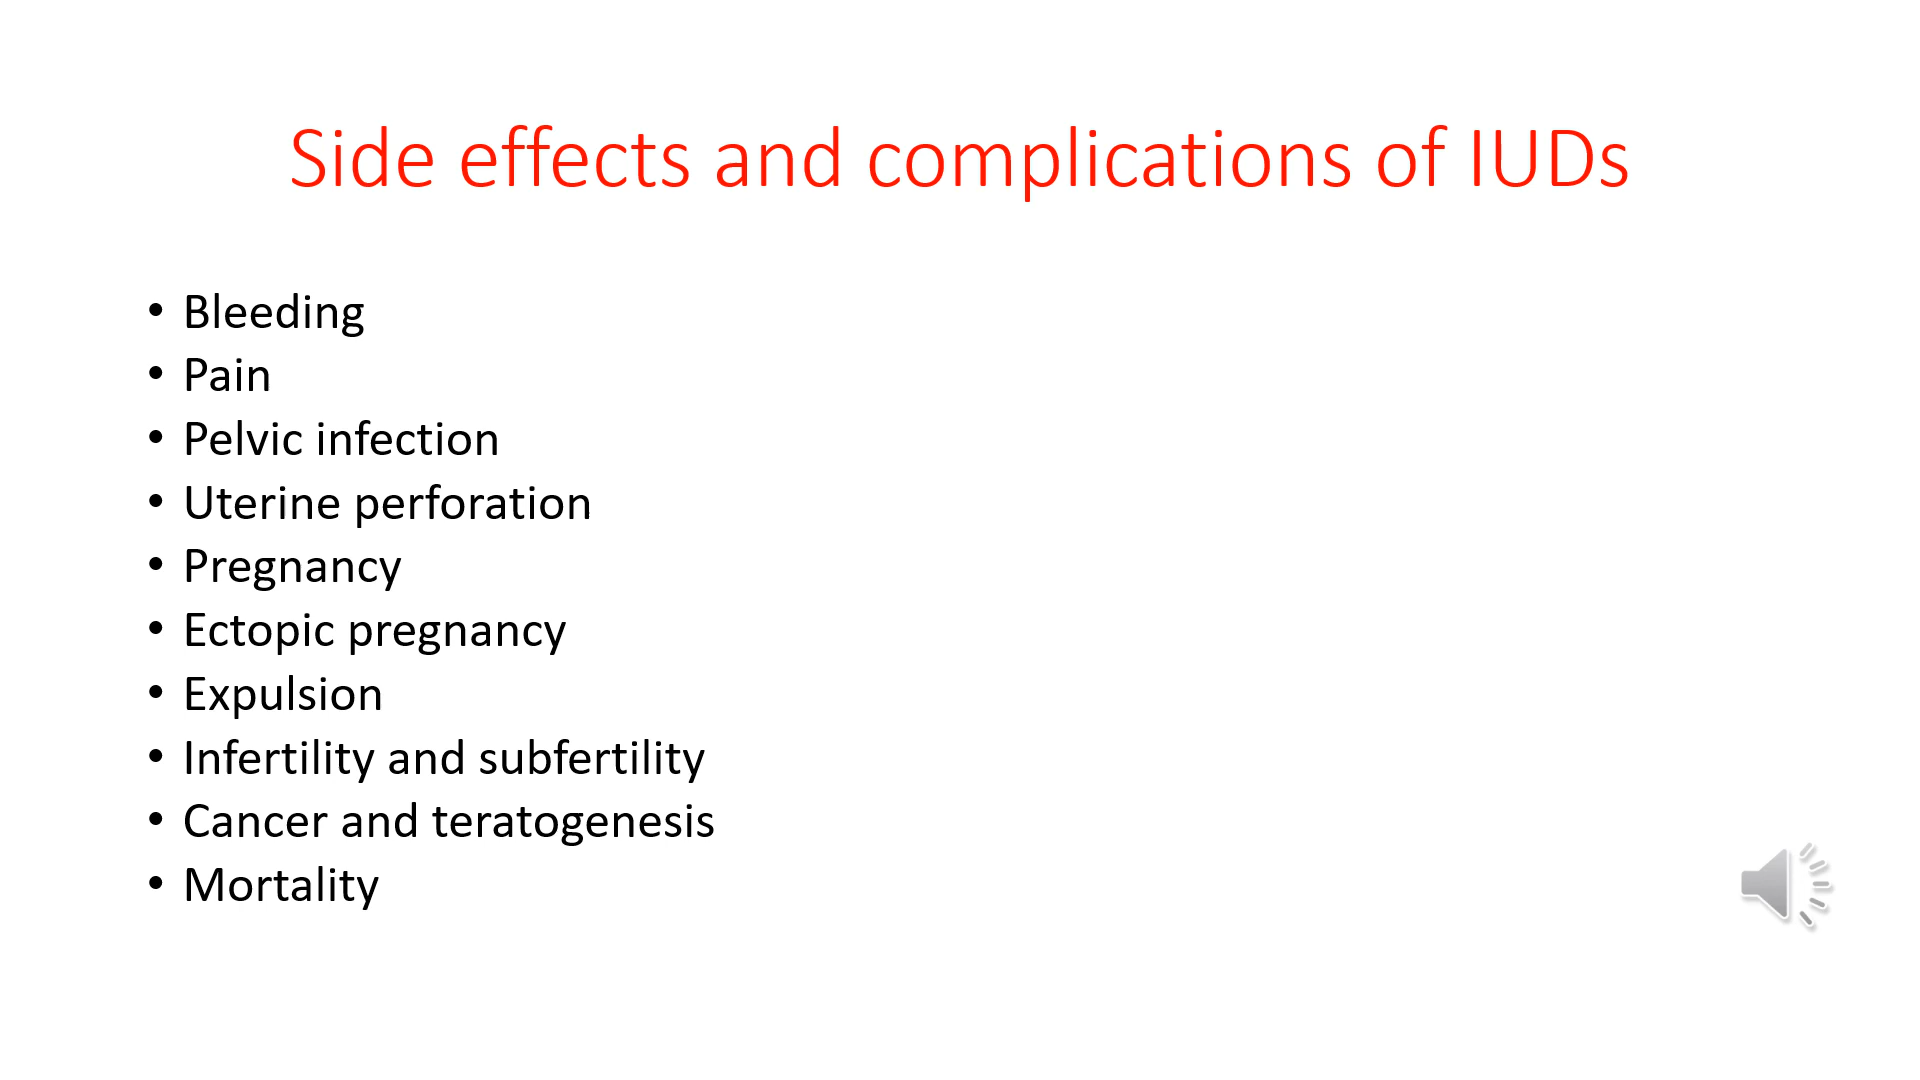 Side effects and complications of IUDs
• Bleeding
• Pain
• Pelvic infection
• Uterine perforation
• Pregnancy
• Ectopic pregnancy
• Expulsion
• Infertility and subfertility
• Cancer and teratogenesis
• Mortality